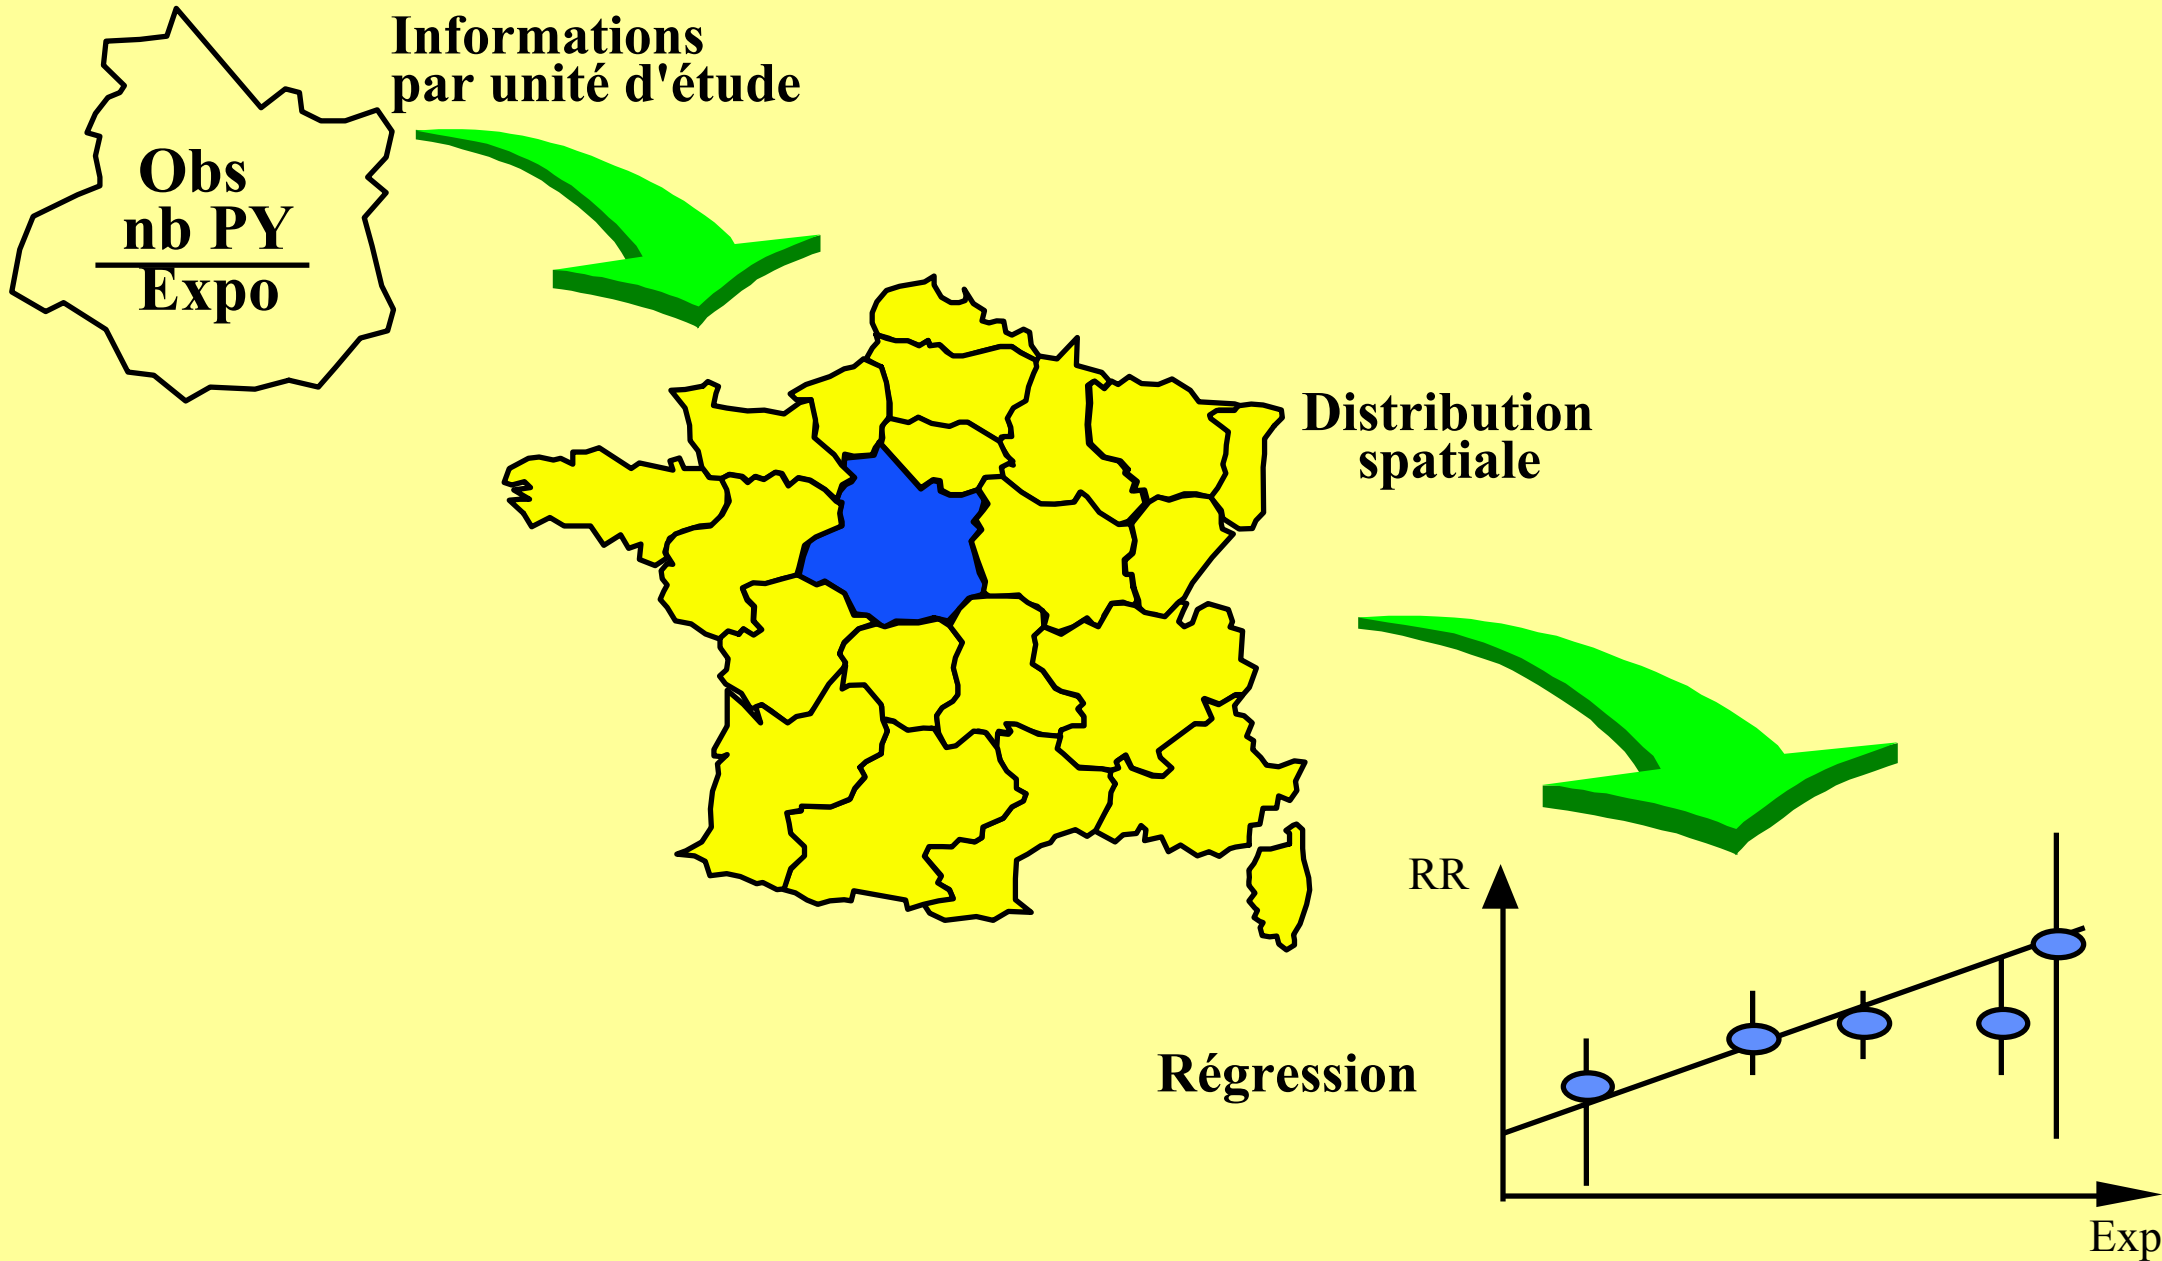 Informations
par unité d'étude
Obs
nb PY
Expo
Distribution
spatiale
RR
Régression
Exp